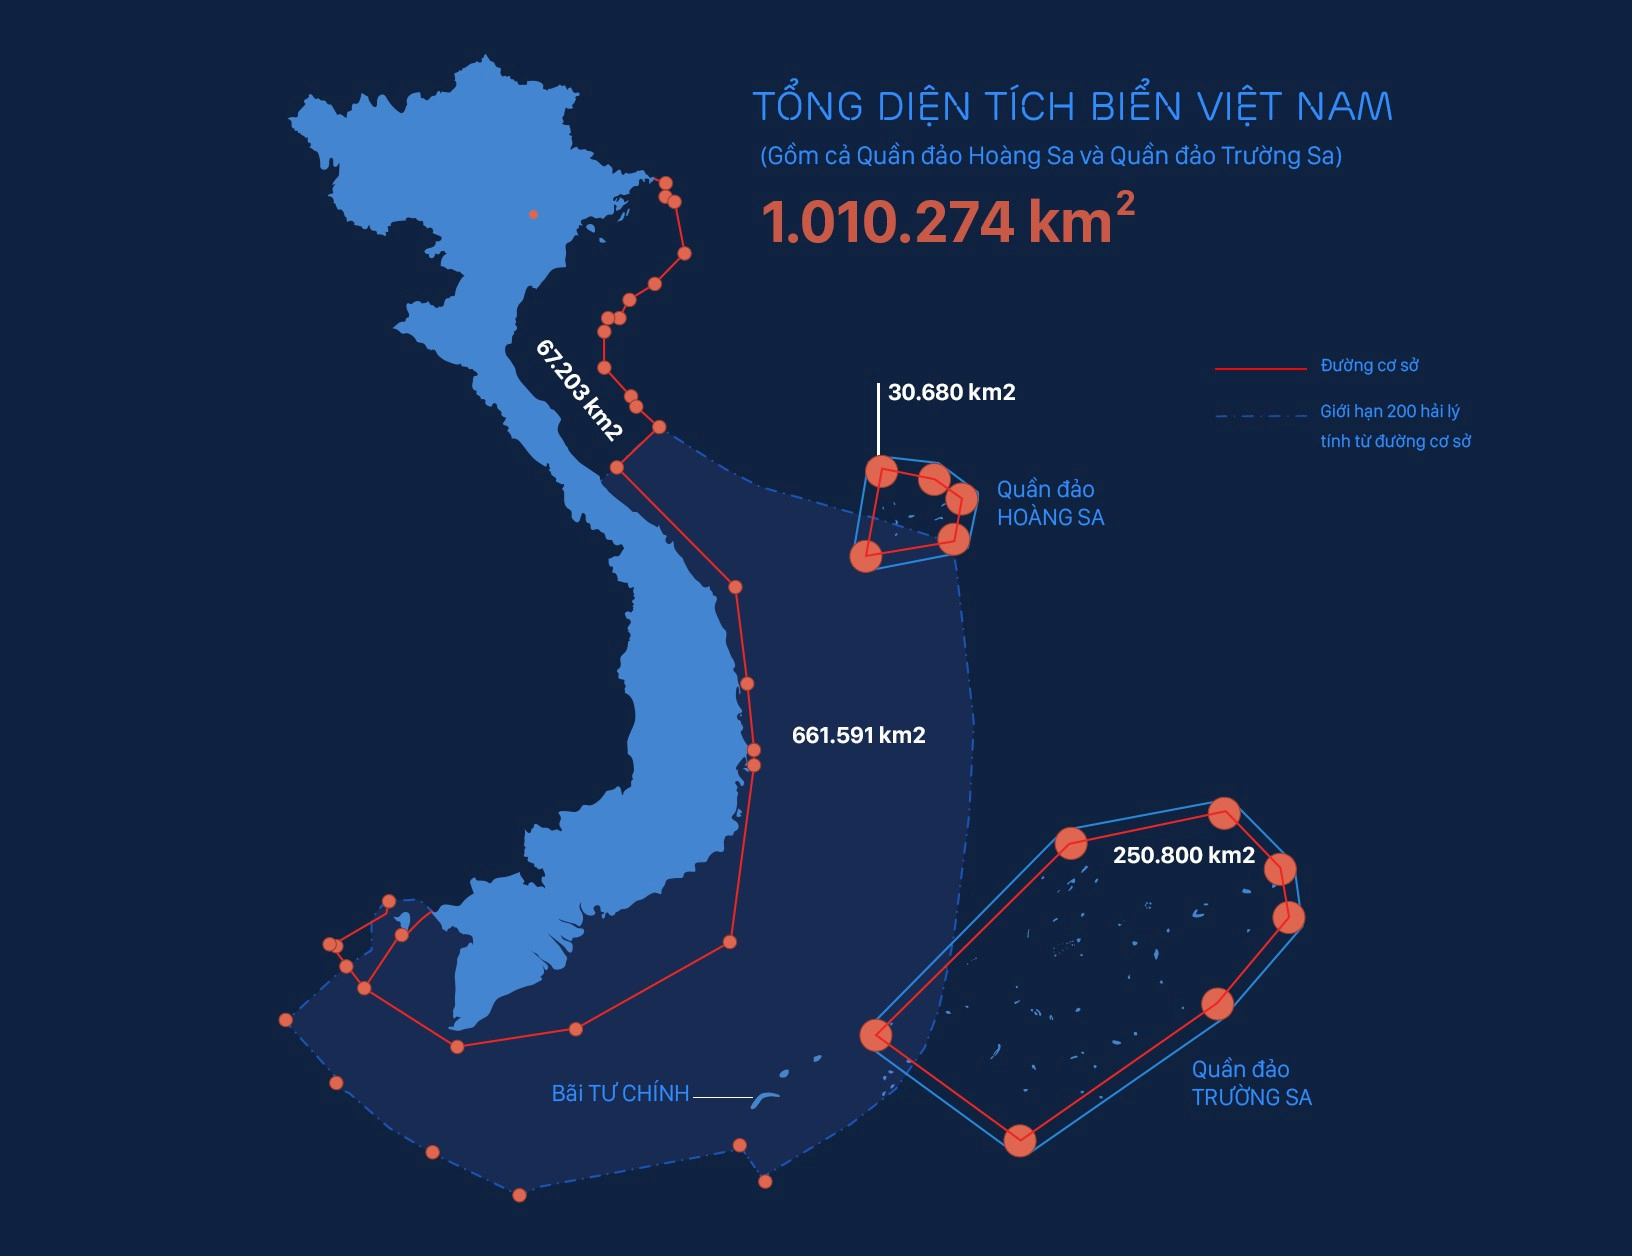 TỔNG DIỆN TÍCH BIỂN VIỆT NAM
(Gồm cả Quần đảo Hoàng Sa và Quần đảo Trường Sa)
1.010.274 km²
67.203 km2
30.680 km2
Đường cơ sở
Giới hạn 200 hải lý
tính từ đường cơ sở
Quần đảo
HOÀNG SA
661.591 km2
250.800 km2
Quần đảo
TRƯỜNG SA
Bãi TƯ CHÍNH